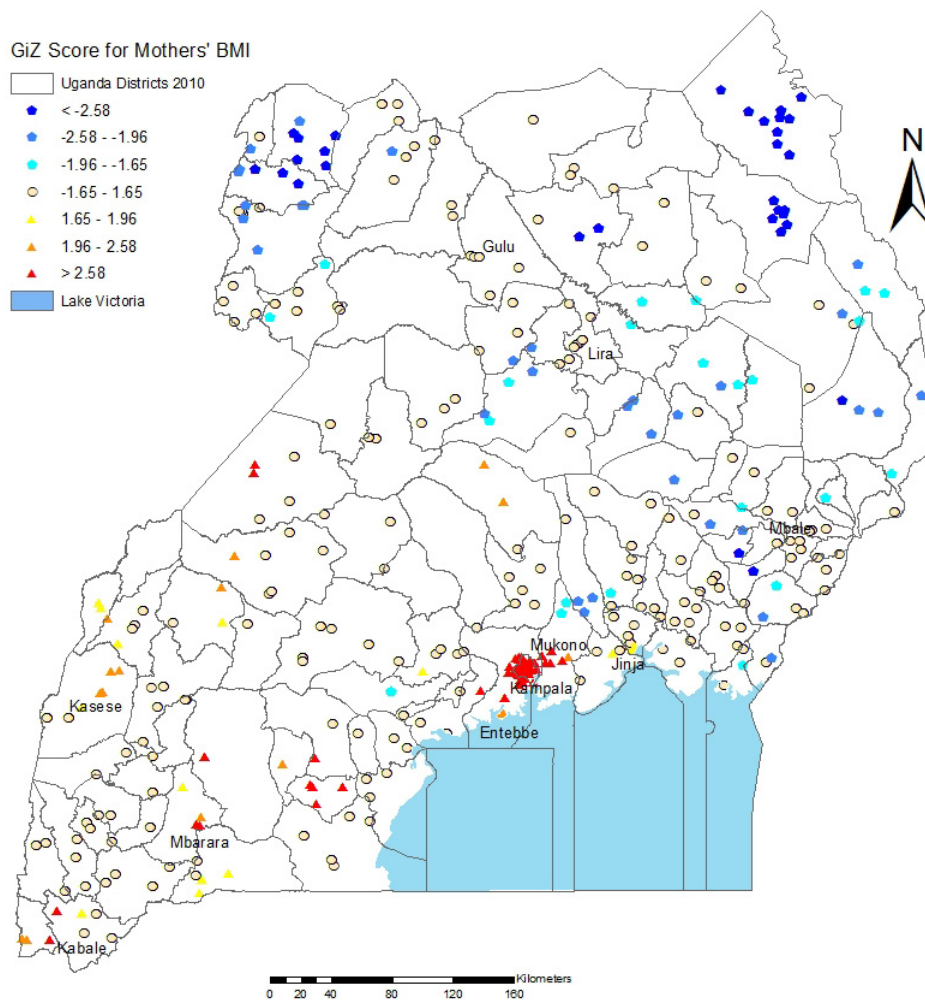 GiZ Score for Mothers' BMI
Uganda Districts 2010
< -2.58
-2.58 - -1.96
-1.96 - -1.65
-1.65 - 1.65
1.65 - 1.96
1.96 - 2.58
> 2.58
Lake Victoria
N
Gulu
Lira
Mbale
Mukono
Jinja
Kampala
Kasese
Entebbe
Mbarara
Kabale
Kilometers
0 20 40 80 120 160